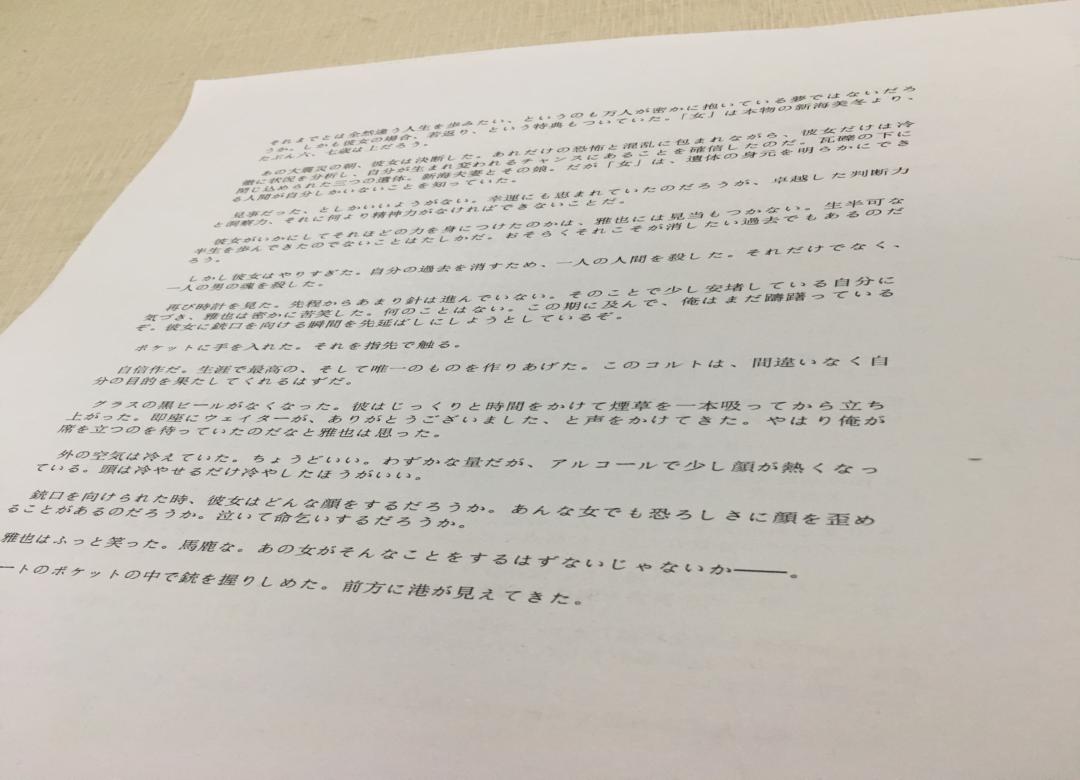 それまでとは全然違う人生を歩みたい、というのも万人が密かに抱いている夢ではないだろ
うか。しかも彼女の場合、若返り、という特典もついていた。「女」は本物の新海美冬より、
たぶん六、七歳は上だろう。
あの大震災の朝、彼女は決断した。あれだけの恐怖と混乱に包まれながら、彼女だけは冷
徹に状況を分析し、自分が生まれ変われるチャンスにあることを確信したのだ。瓦礫の下に
閉じ込められた三つの遺体。新海夫妻とその娘。だが「女」は、遺体の身元を明らかにでき
る人間が自分しかいないことを知っていた。
見事だった、としかいいようがない。幸運にも恵まれていたのだろうが、卓越した判断力
と洞察力、それに何より精神力がなければできないことだ。
彼女がいかにしてそれほどの力を身につけたのかは、雅也には見当もつかない。生半可な
半生を歩んできたのでないことはたしかだ。おそらくそれこそが消したい過去でもあるのだ
ろう。
しかし彼女はやりすぎた。自分の過去を消すため、一人の人間を殺した。それだけでなく、
一人の男の魂を殺した。
再び時計を見た。先程からあまり針は進んでいない。そのことで少し安堵している自分に
気づき、雅也は密かに苦笑した。何のことはない。この期に及んで、俺はまだ躊躇っている
ぞ。彼女に銃口を向ける瞬間を先延ばしにしようとしているぞ。
ポケットに手を入れた。それを指先で触る。
自信作だ。生涯で最高の、そして唯一のものを作りあげた。このコルトは、間違いなく自
分の目的を果たしてくれるはずだ。
グラスの黒ビールがなくなった。彼はじっくりと時間をかけて煙草を一本吸ってから立ち
上がった。即座にウェイターが、ありがとうございました、と声をかけてきた。やはり俺が
席を立つのを待っていたのだなと雅也は思った。
外の空気は冷えていた。ちょうどいい。わずかな量だが、アルコールで少し顔が熱くなっ
ている。頭は冷やせるだけ冷やしたほうがいい。
銃口を向けられた時、彼女はどんな顔をするだろうか。あんな女でも恐ろしさに顔を歪め
ることがあるのだろうか。泣いて命乞いするだろうか。
雅也はふっと笑った。馬鹿な。あの女がそんなことをするはずないじゃないか――。
ートのポケットの中で銃を握りしめた。前方に港が見えてきた。